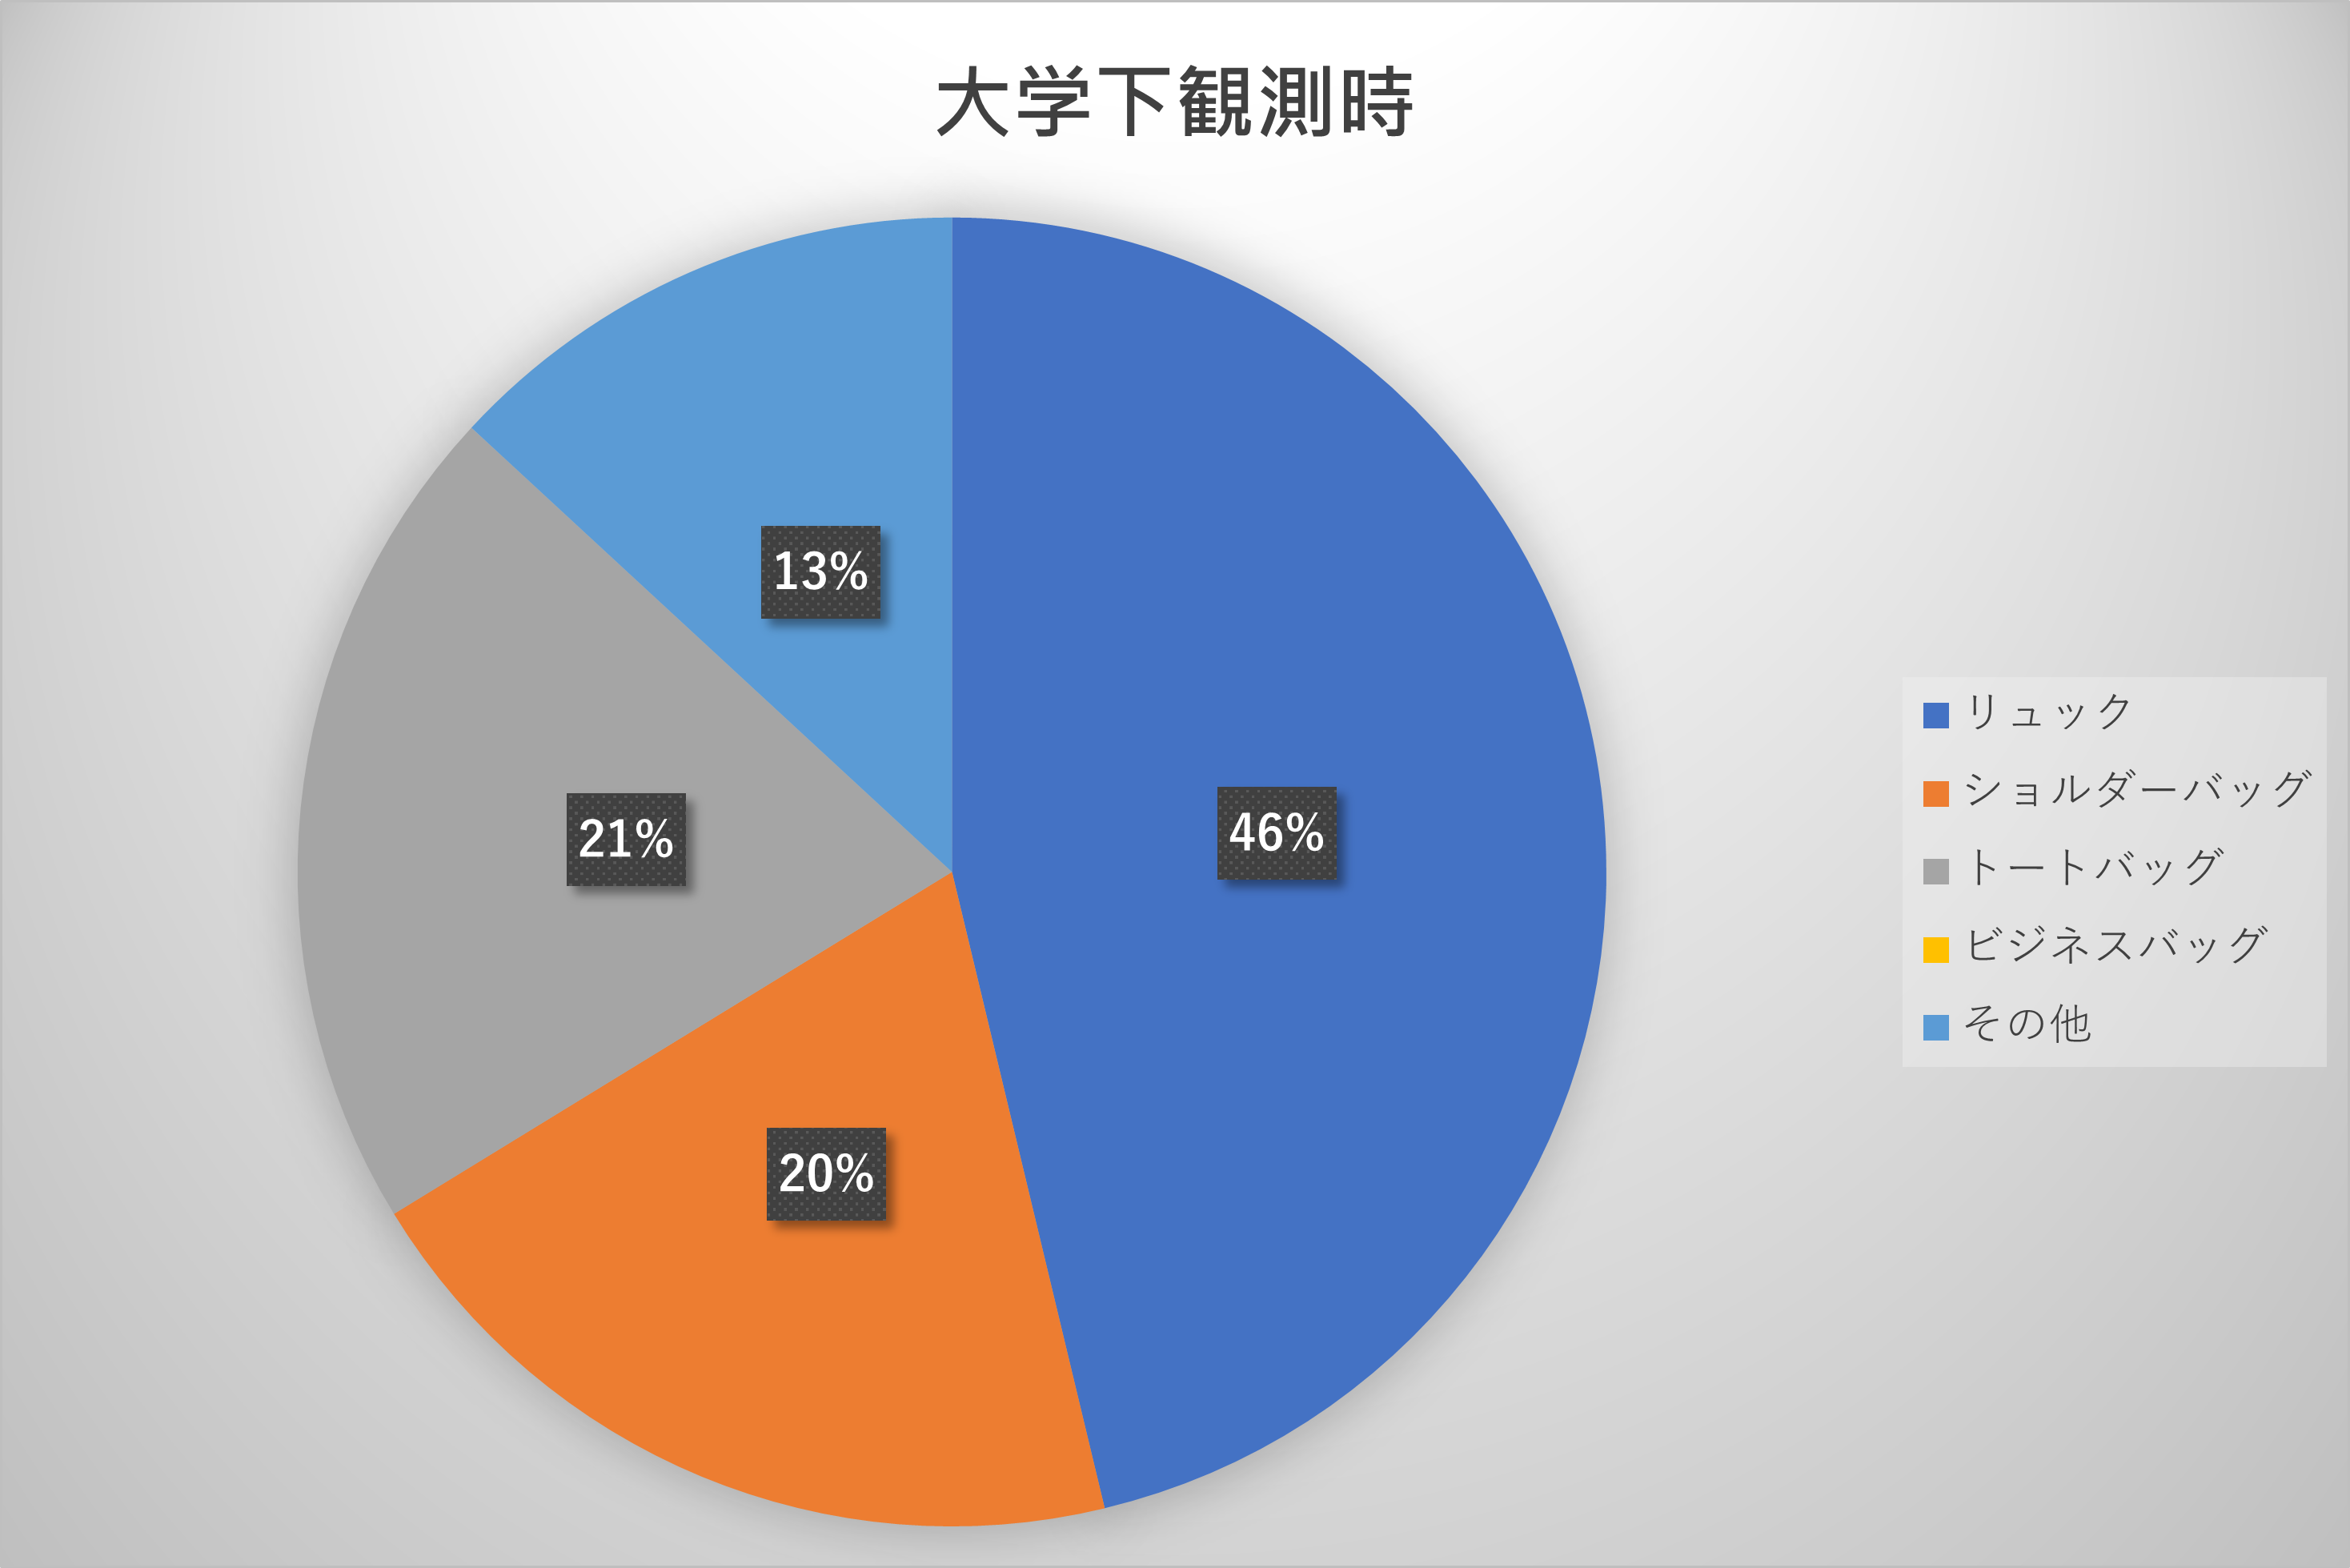 大学下観測時
13%
46%
21%
20%
リュック
ショルダーバッグ
トートバッグ
ビジネスバッグ
その他